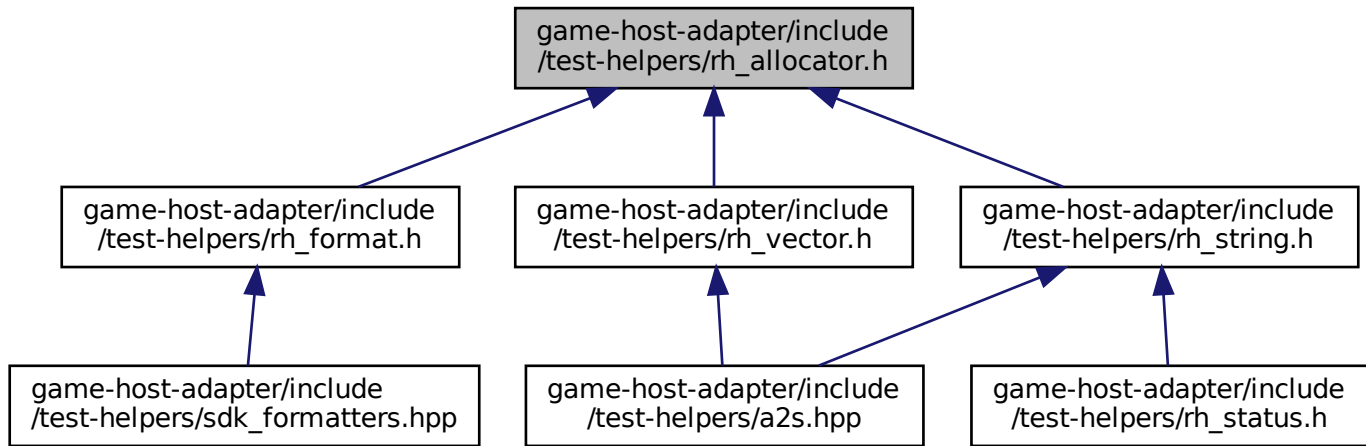 game-host-adapter/include
/test-helpers/rh_allocator.h
game-host-adapter/include
/test-helpers/rh_format.h
game-host-adapter/include
/test-helpers/rh_vector.h
game-host-adapter/include
/test-helpers/rh_string.h
game-host-adapter/include
/test-helpers/sdk_formatters.hpp
game-host-adapter/include
/test-helpers/a2s.hpp
game-host-adapter/include
/test-helpers/rh_status.h